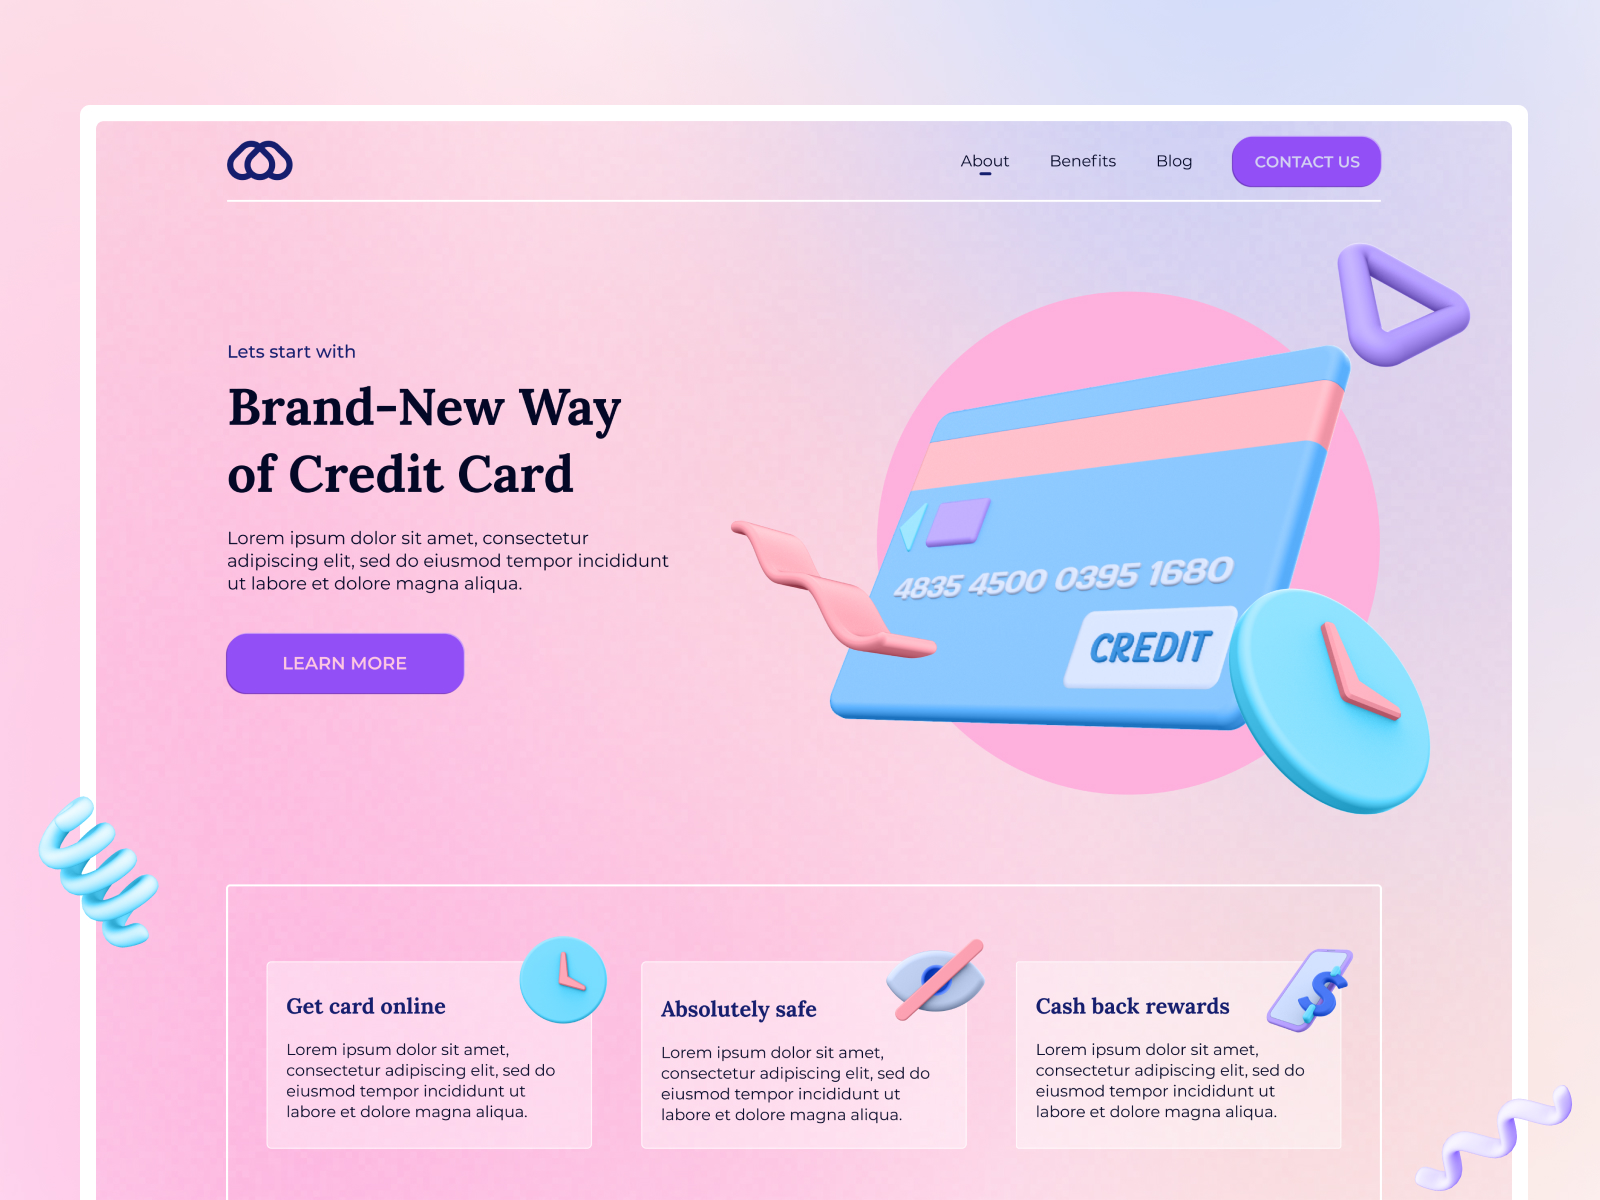 About
Benefits
Blog
CONTACT US
Lets start with
Brand-New Way
of Credit Card
Lorem ipsum dolor sit amet, consectetur
adipiscing elit, sed do eiusmod tempor incididunt
ut labore et dolore magna aliqua.
LEARN MORE
4835 4500 0395 1680
CREDIT
Get card online
Lorem ipsum dolor sit amet,
consectetur adipiscing elit, sed do
eiusmod tempor incididunt ut
labore et dolore magna aliqua.
Absolutely safe
Lorem ipsum dolor sit amet,
consectetur adipiscing elit, sed do
eiusmod tempor incididunt ut
labore et dolore magna aliqua.
Cash back rewards
Lorem ipsum dolor sit amet,
consectetur adipiscing elit, sed do
eiusmod tempor incididunt ut
labore et dolore magna aliqua.
$